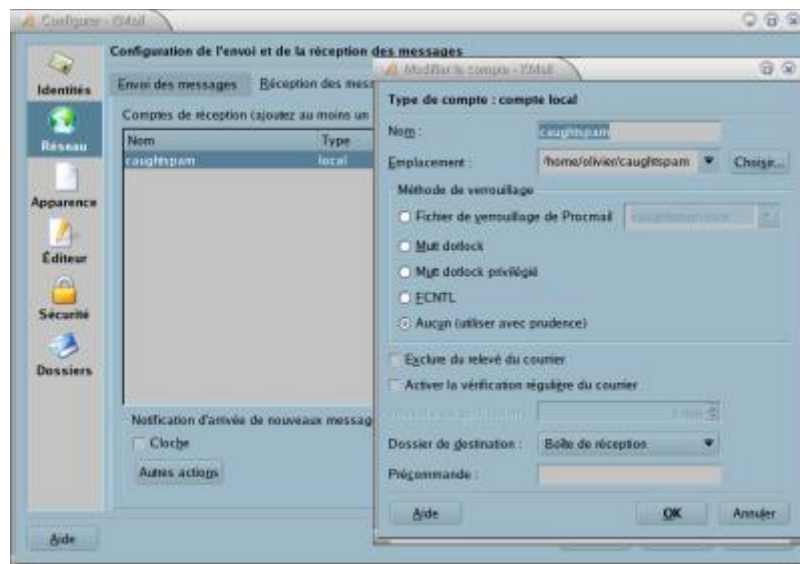 Configurer - KMail
Identités
Réseau
Apparence
Éditeur
Sécurité
Dossiers
Configuration de l'envoi et de la réception des messages
Envoi des messages
Réception des mess
Comptes de réception (ajoutez au moins un
Nom Type
caughtspam local
Notification d'arrivée de nouveaux messag
Cloche
Autres actions
Aide
Modifier le compte - KMail
Type de compte : compte local
Nom : caughtspam
Emplacement : /home/olivier/caughtspam Choisir...
Méthode de verrouillage
Fichier de verrouillage de Procmail
Mutt dotlock
Mutt dotlock privilégié
FCNTL
Aucun (utiliser avec prudence)
Exclure du relevé du courrier
Activer la vérification régulière du courrier
Dossier de destination : Boîte de réception
Précommande :
Aide OK Annuler